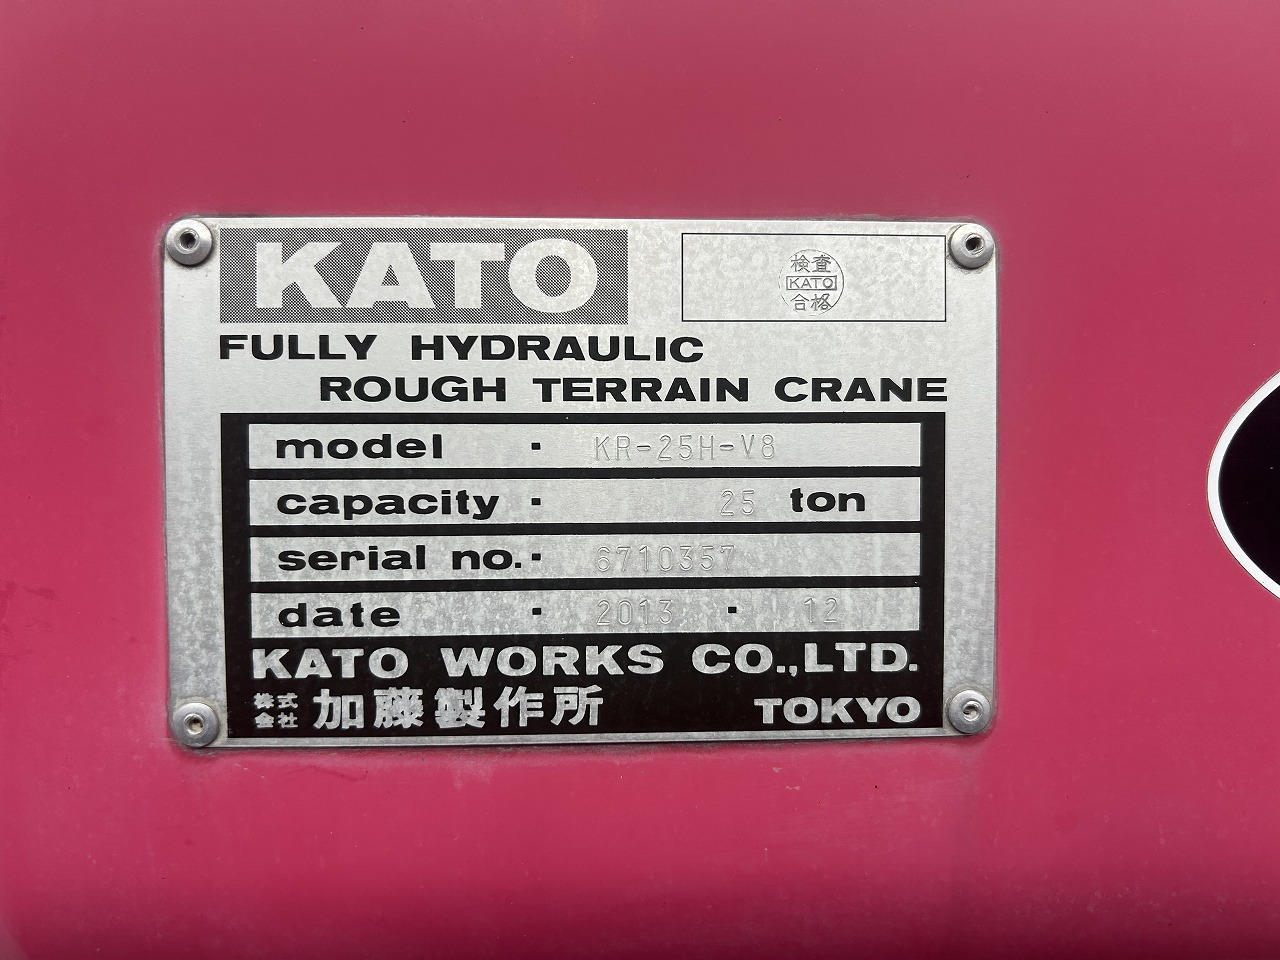 KATO
検査
KATO
合格
FULLY HYDRAULIC
ROUGH TERRAIN CRANE
model · KR-25H-V8
capacity · 25 ton
serial no. · 6710357
date · 2013 · 12
KATO WORKS CO.,LTD.
株式会社 加藤製作所 TOKYO